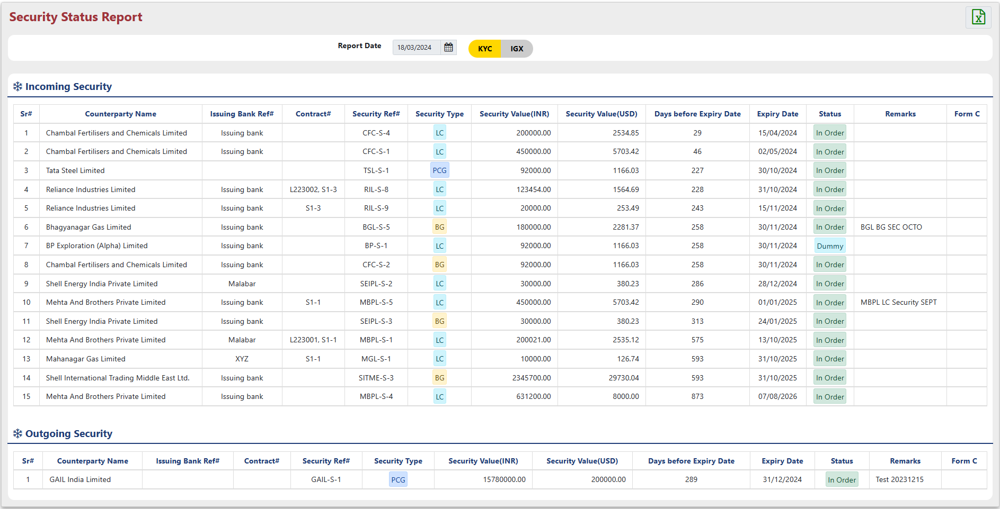 Security Status Report
Report Date 18/03/2024 KYC IGX
Incoming Security
Sr# Counterparty Name Issuing Bank Ref# Contract# Security Ref# Security Type Security Value(INR) Security Value(USD) Days before Expiry Date Expiry Date Status Remarks Form C
1 Chambal Fertilisers and Chemicals Limited Issuing bank CFC-S-4 LC 200000.00 2534.85 29 15/04/2024 In Order
2 Chambal Fertilisers and Chemicals Limited Issuing bank CFC-S-1 LC 450000.00 5703.42 46 02/05/2024 In Order
3 Tata Steel Limited TSL-S-1 PCG 92000.00 1166.03 227 30/10/2024 In Order
4 Reliance Industries Limited Issuing bank L223002, S1-3 RIL-S-8 LC 123454.00 1564.69 228 31/10/2024 In Order
5 Reliance Industries Limited Issuing bank S1-3 RIL-S-9 LC 20000.00 253.49 243 15/11/2024 In Order
6 Bhagyanagar Gas Limited Issuing bank BGL-S-5 BG 180000.00 2281.37 258 30/11/2024 In Order BGL BG SEC OCTO
7 BP Exploration (Alpha) Limited Issuing bank BP-S-1 LC 92000.00 1166.03 258 30/11/2024 Dummy
8 Chambal Fertilisers and Chemicals Limited Issuing bank CFC-S-2 BG 92000.00 1166.03 258 30/11/2024 In Order
9 Shell Energy India Private Limited Malabar SEIPL-S-2 LC 30000.00 380.23 286 28/12/2024 In Order
10 Mehta And Brothers Private Limited Issuing bank S1-1 MBPL-S-5 LC 450000.00 5703.42 290 01/01/2025 In Order MBPL LC Security SEPT
11 Shell Energy India Private Limited Issuing bank SEIPL-S-3 BG 30000.00 380.23 313 24/01/2025 In Order
12 Mehta And Brothers Private Limited Malabar L223001, S1-1 MBPL-S-1 LC 200021.00 2535.12 575 13/10/2025 In Order
13 Mahanagar Gas Limited XYZ S1-1 MGL-S-1 LC 10000.00 126.74 593 31/10/2025 In Order
14 Shell International Trading Middle East Ltd. Issuing bank SITME-S-3 BG 2345700.00 29730.04 593 31/10/2025 In Order
15 Mehta And Brothers Private Limited Issuing bank MBPL-S-4 LC 631200.00 8000.00 873 07/08/2026 In Order
Outgoing Security
Sr# Counterparty Name Issuing Bank Ref# Contract# Security Ref# Security Type Security Value(INR) Security Value(USD) Days before Expiry Date Expiry Date Status Remarks Form C
1 GAIL India Limited GAIL-S-1 PCG 15780000.00 200000.00 289 31/12/2024 In Order Test 20231215